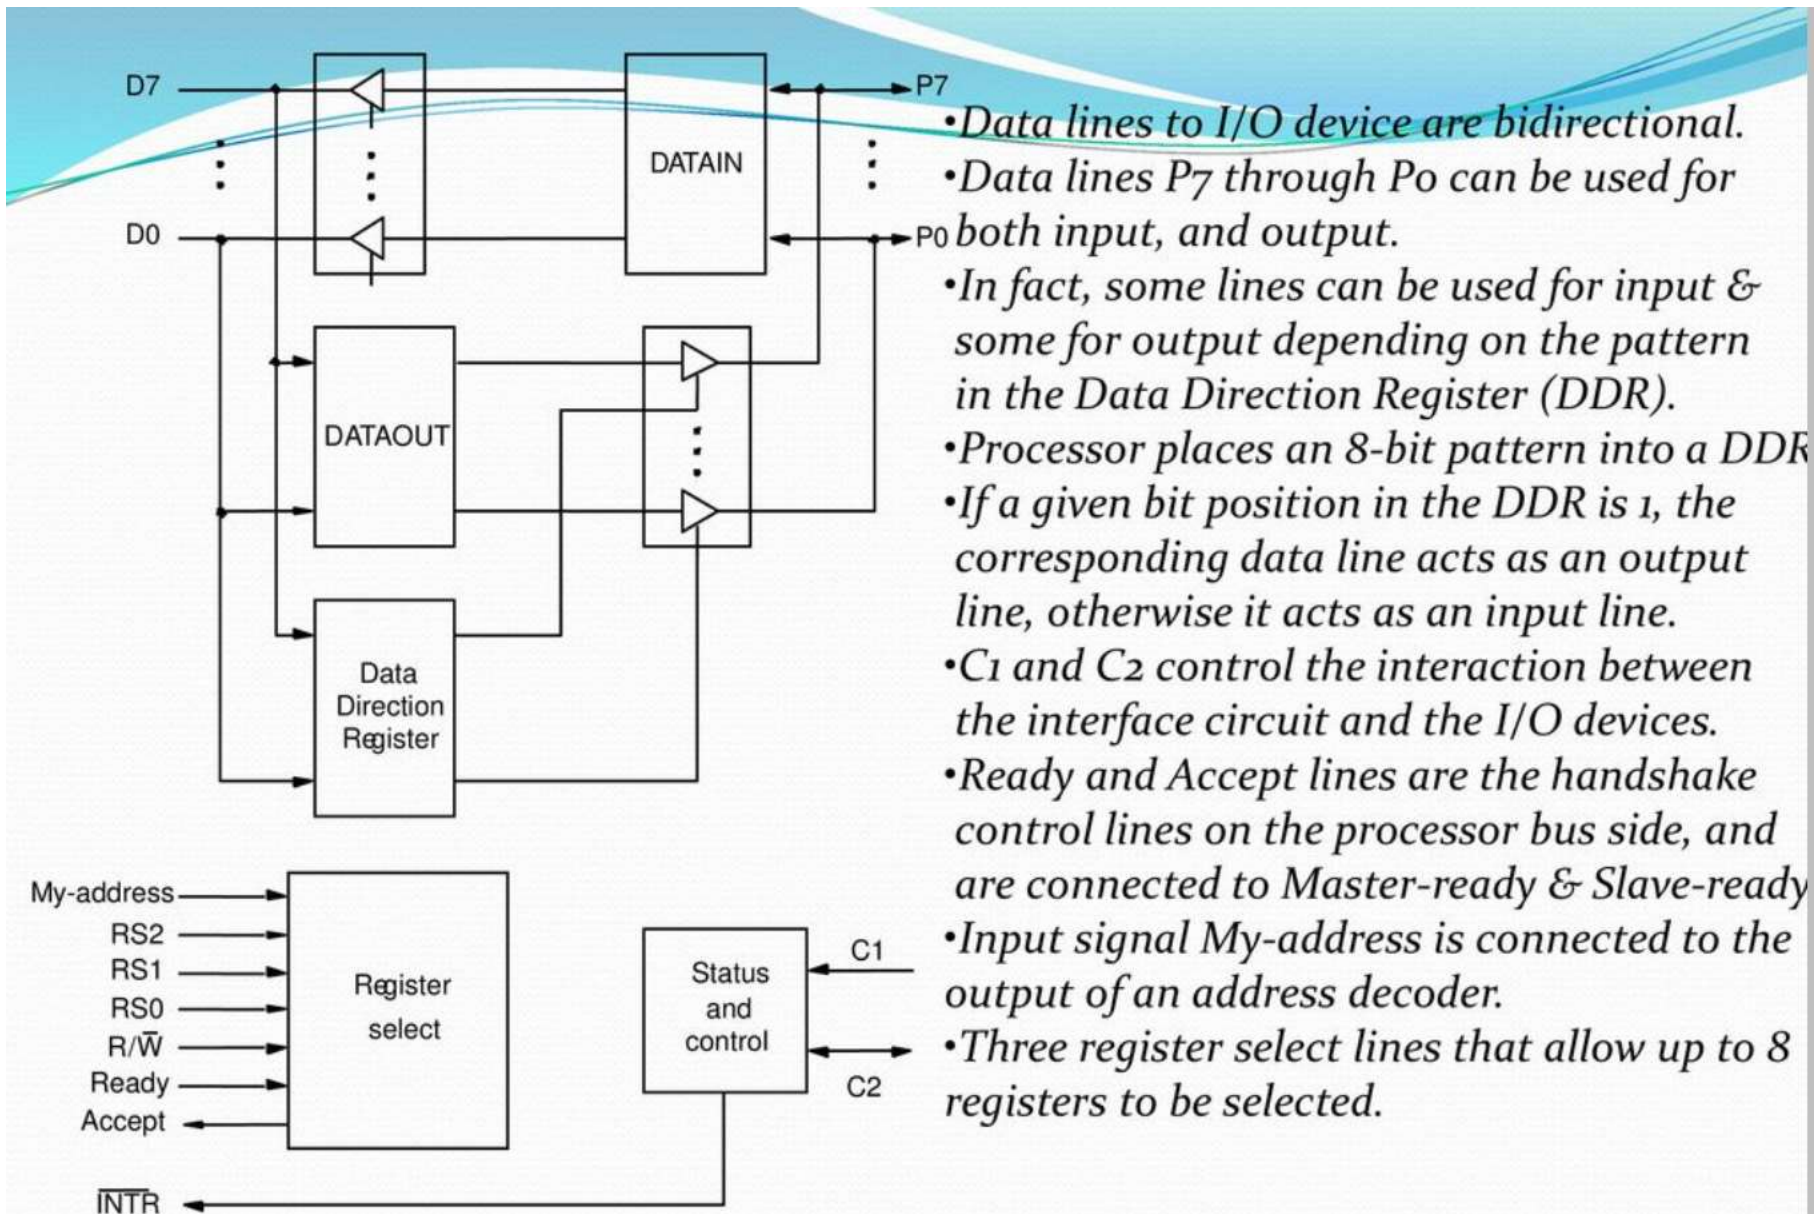 D7
P7
DATAIN
D0
P0
DATAOUT
Data
Direction
Register
My-address
RS2
RS1
RS0
R/W̅
Ready
Accept
Register
select
Status
and
control
C1
C2
I̅N̅T̅R̅
•Data lines to I/O device are bidirectional.
•Data lines P7 through P0 can be used for
both input, and output.
•In fact, some lines can be used for input &
some for output depending on the pattern
in the Data Direction Register (DDR).
•Processor places an 8-bit pattern into a DDR
•If a given bit position in the DDR is 1, the
corresponding data line acts as an output
line, otherwise it acts as an input line.
•C1 and C2 control the interaction between
the interface circuit and the I/O devices.
•Ready and Accept lines are the handshake
control lines on the processor bus side, and
are connected to Master-ready & Slave-ready
•Input signal My-address is connected to the
output of an address decoder.
•Three register select lines that allow up to 8
registers to be selected.